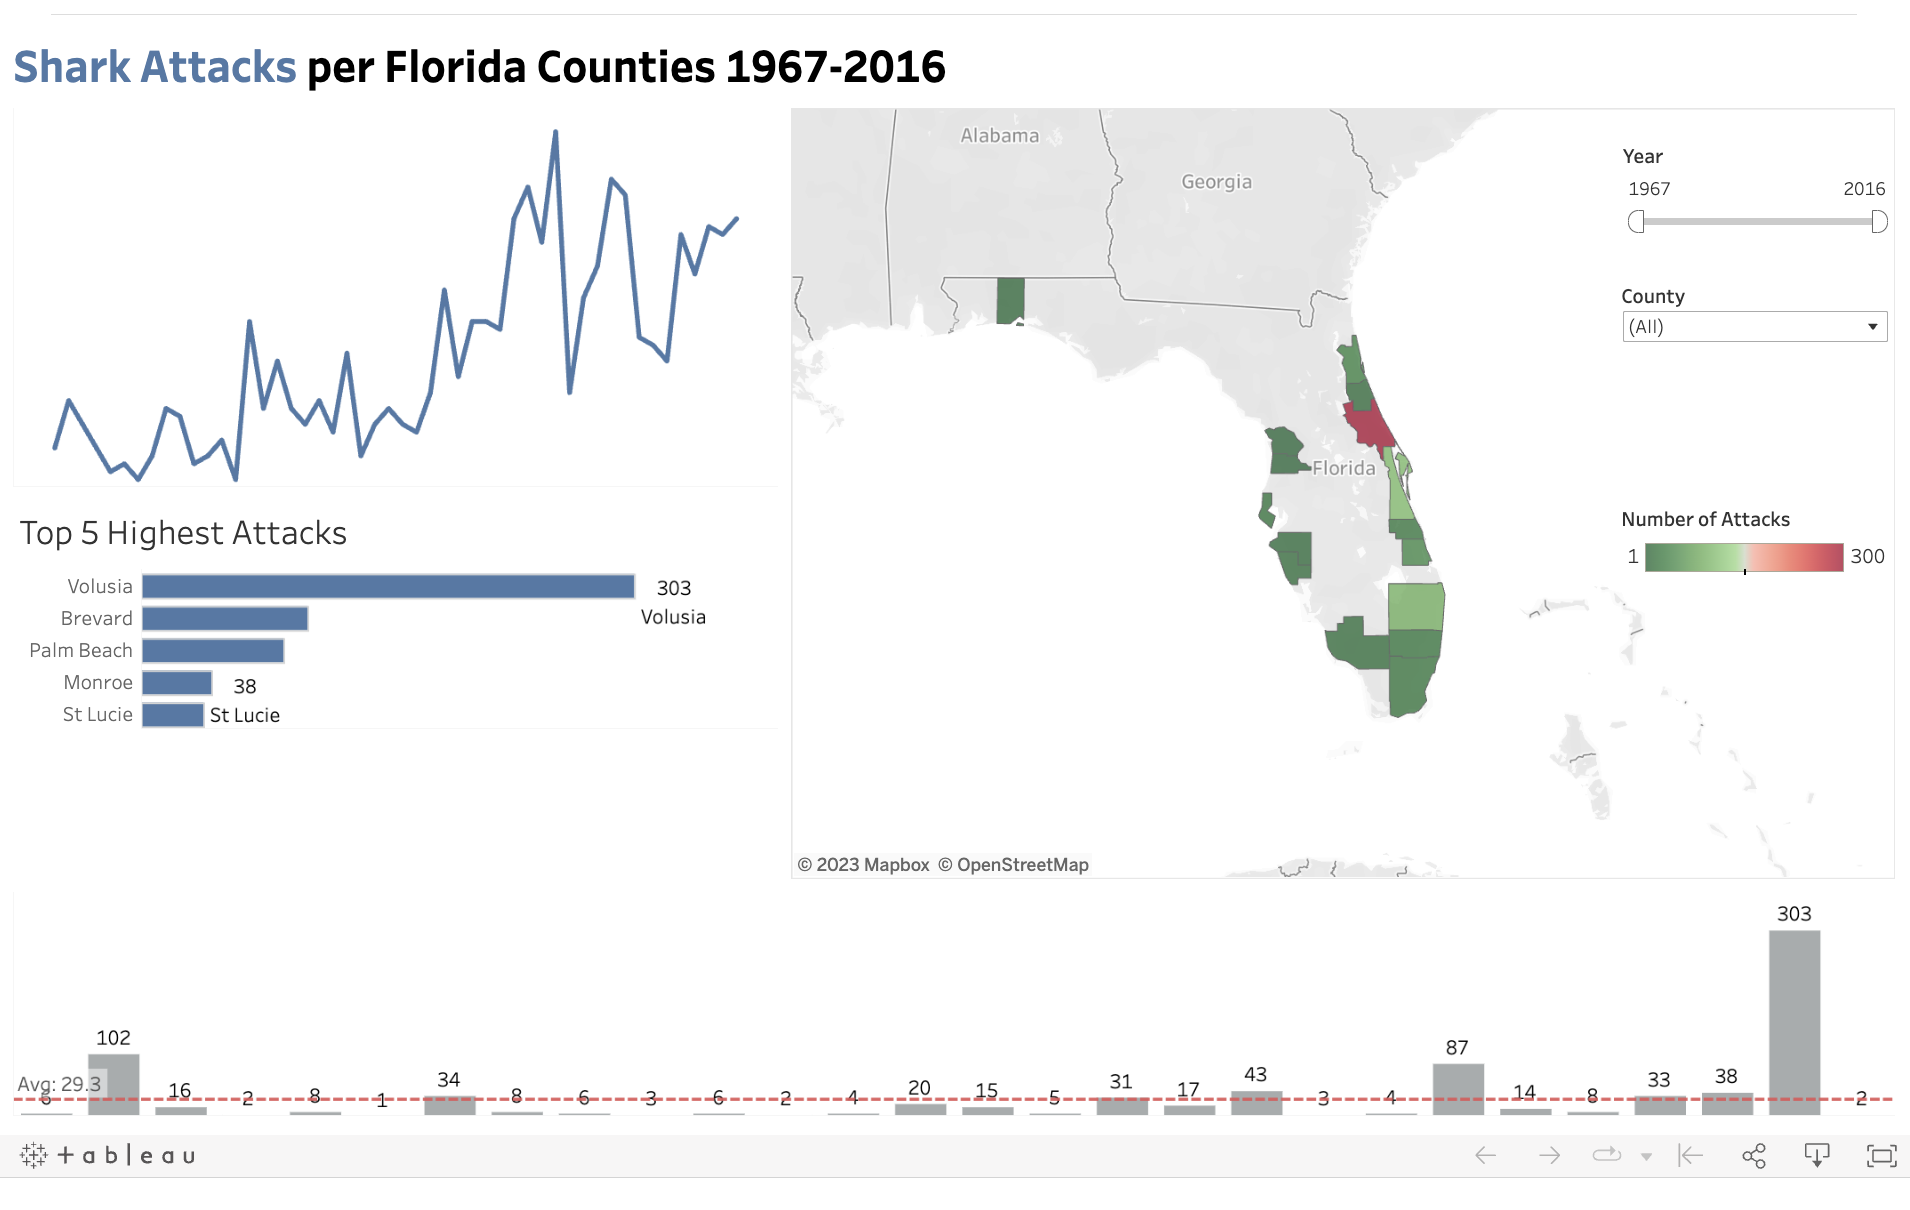 Shark Attacks per Florida Counties 1967-2016
Alabama
Georgia
Florida
Year
1967 2016
County
(All)
Number of Attacks
1 300
© 2023 Mapbox © OpenStreetMap
Top 5 Highest Attacks
Volusia 303
Volusia
Brevard
Palm Beach
Monroe 38
St Lucie St Lucie
Avg: 29.3
102 16 2 8 1 34 8 6 3 6 2 4 20 15 5 31 17 43 3 4 87 14 8 33 38 303 2
+ableau